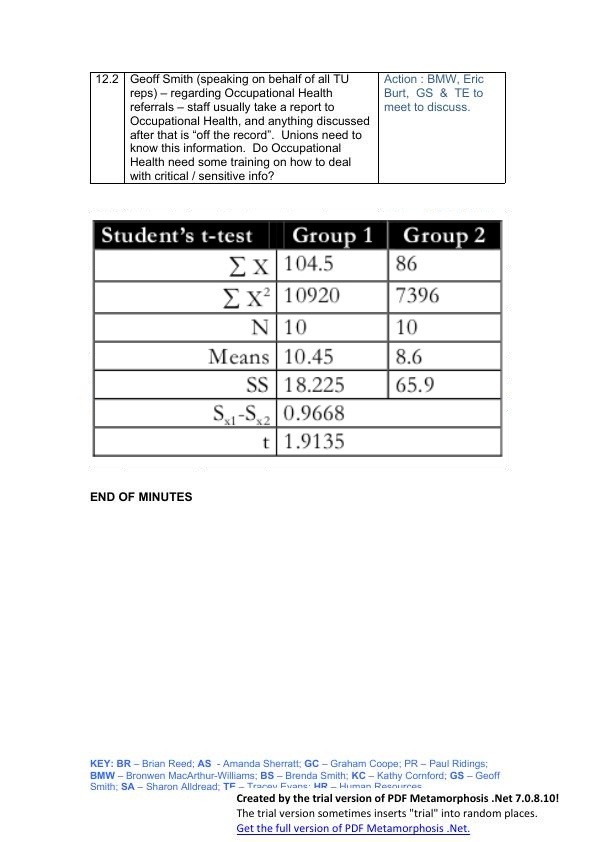 12.2 Geoff Smith (speaking on behalf of all TU Action : BMW, Eric
reps) – regarding Occupational Health Burt, GS & TE to
referrals – staff usually take a report to meet to discuss.
Occupational Health, and anything discussed
after that is “off the record”. Unions need to
know this information. Do Occupational
Health need some training on how to deal
with critical / sensitive info?
Student’s t-test Group 1 Group 2
∑ X 104.5 86
∑ X² 10920 7396
N 10 10
Means 10.45 8.6
SS 18.225 65.9
Sx1-Sx2 0.9668
t 1.9135
END OF MINUTES
KEY: BR – Brian Reed; AS - Amanda Sherratt; GC – Graham Coope; PR – Paul Ridings;
BMW – Bronwen MacArthur-Williams; BS – Brenda Smith; KC – Kathy Cornford; GS – Geoff
Smith; SA – Sharon Alldread; TE – Tracey Evans; HR – Human Resources
Created by the trial version of PDF Metamorphosis .Net 7.0.8.10!
The trial version sometimes inserts "trial" into random places.
Get the full version of PDF Metamorphosis .Net.